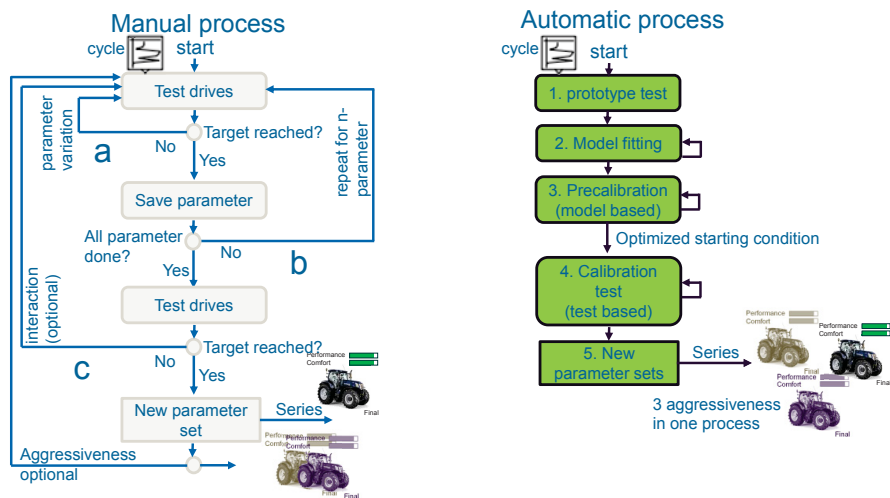 Manual process
cycle
start
Test drives
parameter
variation
a
Target reached?
No
Yes
repeat for n-
parameter
Save parameter
All parameter
done?
No
b
Yes
Test drives
interaction
(optional)
c
Target reached?
No
Yes
Performance
Comfort
Final
New parameter
set
Series
Performance
Comfort
Performance
Comfort
Final
Final
Aggressiveness
optional
Automatic process
cycle
start
1. prototype test
2. Model fitting
3. Precalibration
(model based)
Optimized starting condition
4. Calibration
test
(test based)
5. New
parameter sets
Series
Performance
Comfort
Final
Performance
Comfort
Final
Performance
Comfort
Final
3 aggressiveness
in one process